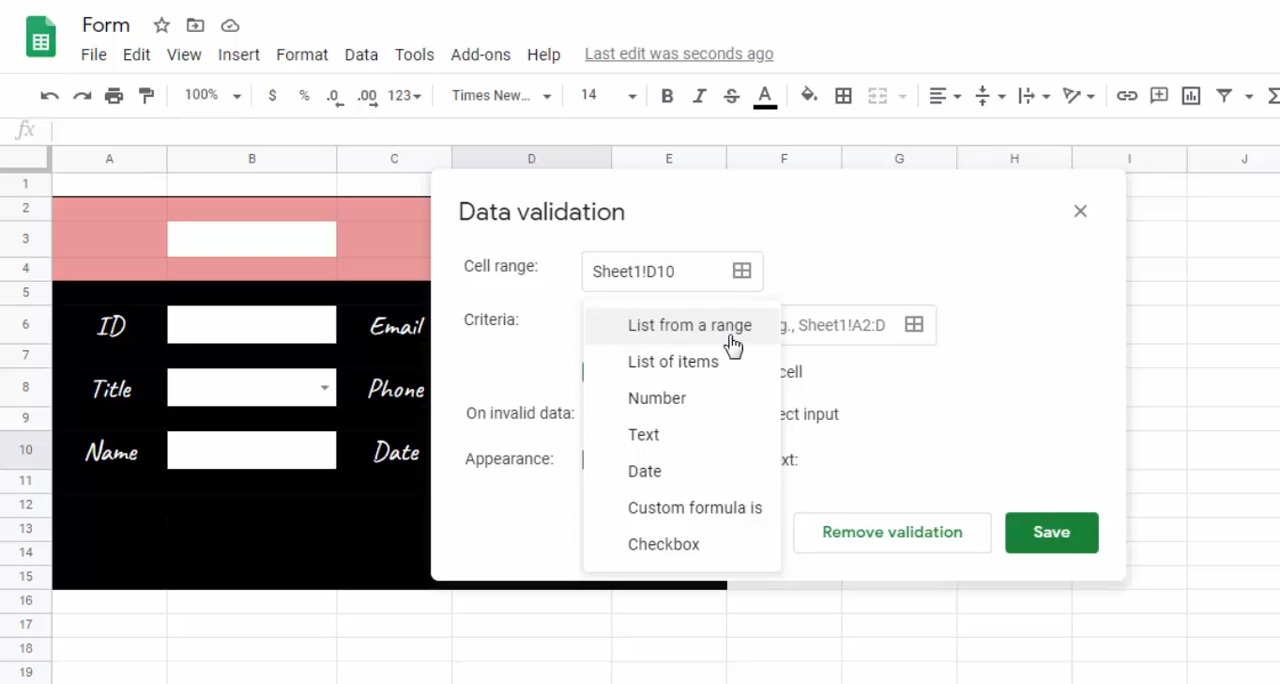 Form
File Edit View Insert Format Data Tools Add-ons Help Last edit was seconds ago
100% $ % .0 .00 123 Times New... 14 B I S A
fx
A B C D E F G H I J
1
2
3
4
5
6 ID Email
7
8 Title Phone
9
10 Name Date
11
12
13
14
15
16
17
18
19
Data validation
Cell range: Sheet1!D10
Criteria: List from a range g., Sheet1!A2:D
List of items cell
Number
On invalid data: ect input
Text
Appearance: xt:
Date
Custom formula is
Checkbox
Remove validation Save